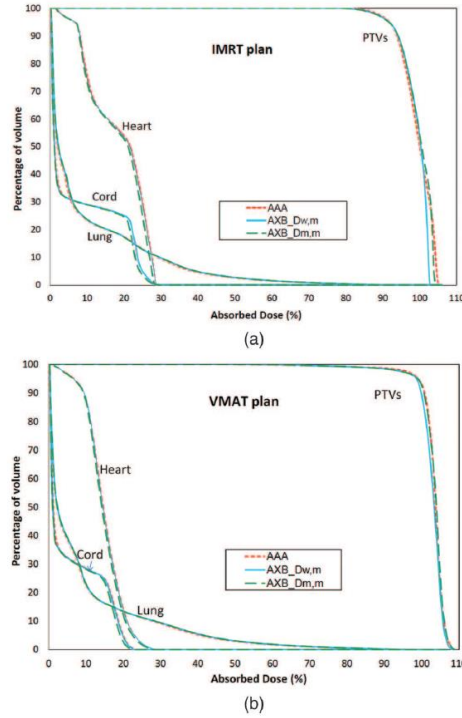 100
90
80
70
60
50
40
30
20
10
0
Percentage of volume
IMRT plan
PTVs
Heart
Cord
Lung
AAA
AXB_Dw,m
AXB_Dm,m
0 10 20 30 40 50 60 70 80 90 100 110
Absorbed Dose (%)
(a)
100
90
80
70
60
50
40
30
20
10
0
Percentage of volume
VMAT plan
PTVs
Heart
Cord
Lung
AAA
AXB_Dw,m
AXB_Dm,m
0 10 20 30 40 50 60 70 80 90 100 110
Absorbed Dose (%)
(b)